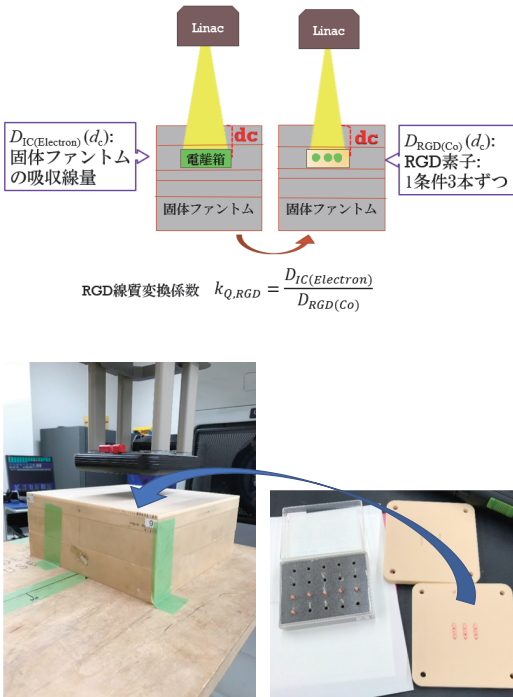 Linac
Linac
D_IC(Electron)(d_c):
固体ファントム
の吸収線量
dc
電離箱
固体ファントム
dc
固体ファントム
D_RGD(Co)(d_c):
RGD素子:
1条件3本ずつ
RGD線質変換係数 k_Q,RGD = D_IC(Electron) / D_RGD(Co)
9